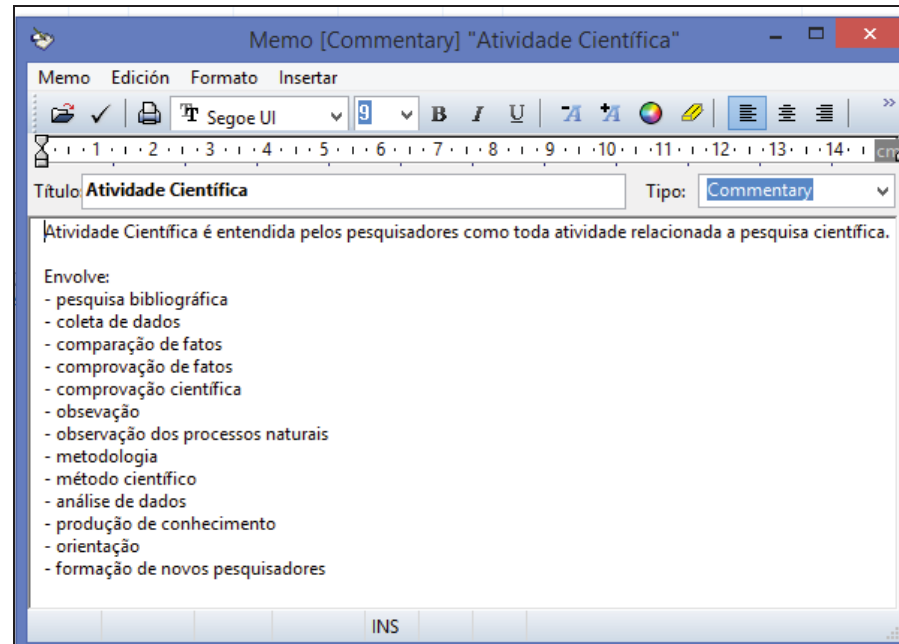 Memo [Commentary] "Atividade Científica"
Memo Edición Formato Insertar
Segoe UI 9 B I U A A »
1 2 3 4 5 6 7 8 9 10 11 12 13 14 cm
Título: Atividade Científica Tipo: Commentary
Atividade Científica é entendida pelos pesquisadores como toda atividade relacionada a pesquisa científica.
Envolve:
- pesquisa bibliográfica
- coleta de dados
- comparação de fatos
- comprovação de fatos
- comprovação científica
- obsevação
- observação dos processos naturais
- metodologia
- método científico
- análise de dados
- produção de conhecimento
- orientação
- formação de novos pesquisadores
INS